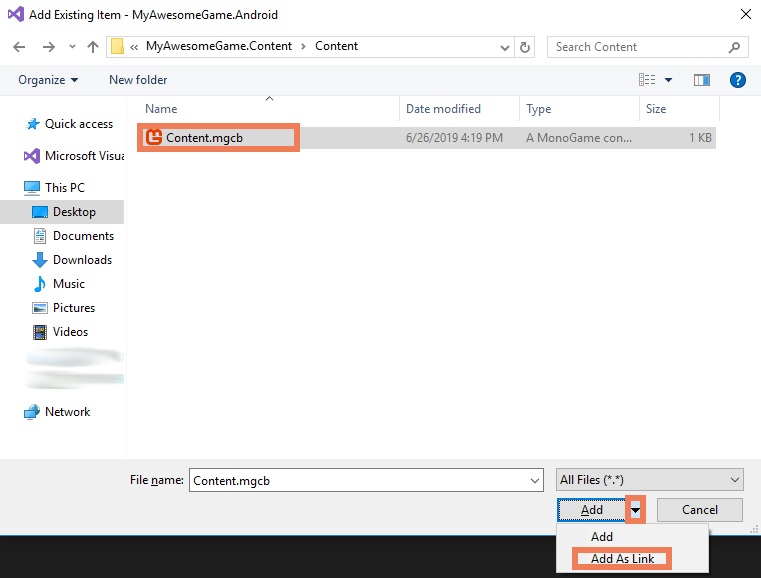 Add Existing Item - MyAwesomeGame.Android
« MyAwesomeGame.Content › Content
Search Content
Organize
New folder
?
Name
Date modified
Type
Size
Quick access
Content.mgcb
6/26/2019 4:19 PM
A MonoGame con...
1 KB
Microsoft Visua
This PC
Desktop
Documents
Downloads
Music
Pictures
Videos
Network
File name:
Content.mgcb
All Files (*.*)
Add
Cancel
Add
Add As Link